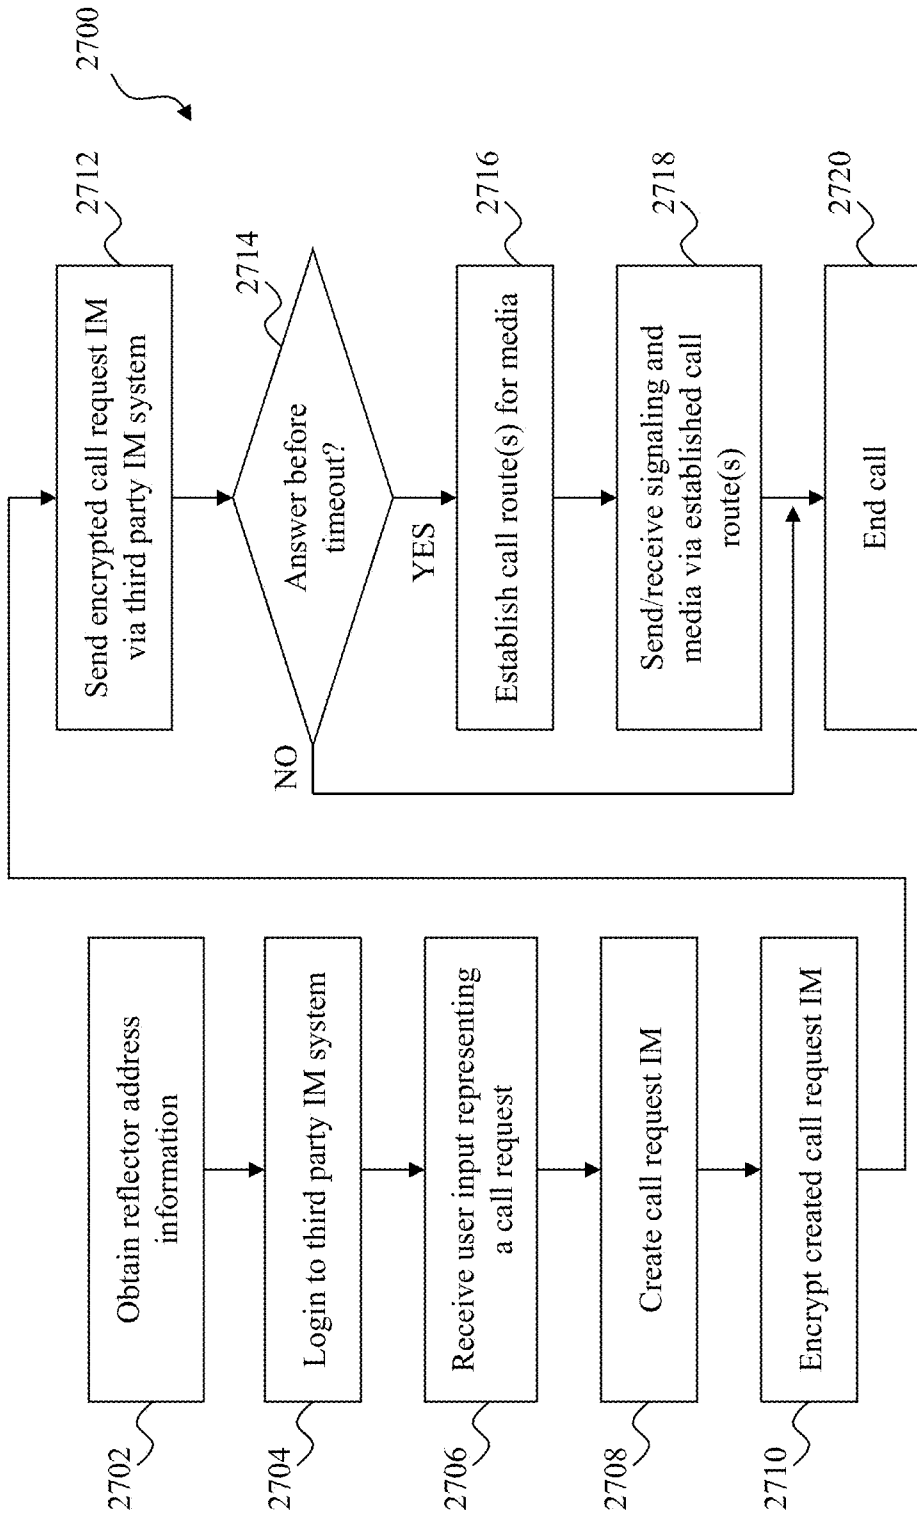 2700
2702
Obtain reflector address
information
2704
Login to third party IM system
2706
Receive user input representing
a call request
2708
Create call request IM
2710
Encrypt created call request IM
2712
Send encrypted call request IM
via third party IM system
2714
Answer before
timeout?
NO
YES
2716
Establish call route(s) for media
2718
Send/receive signaling and
media via established call
route(s)
2720
End call